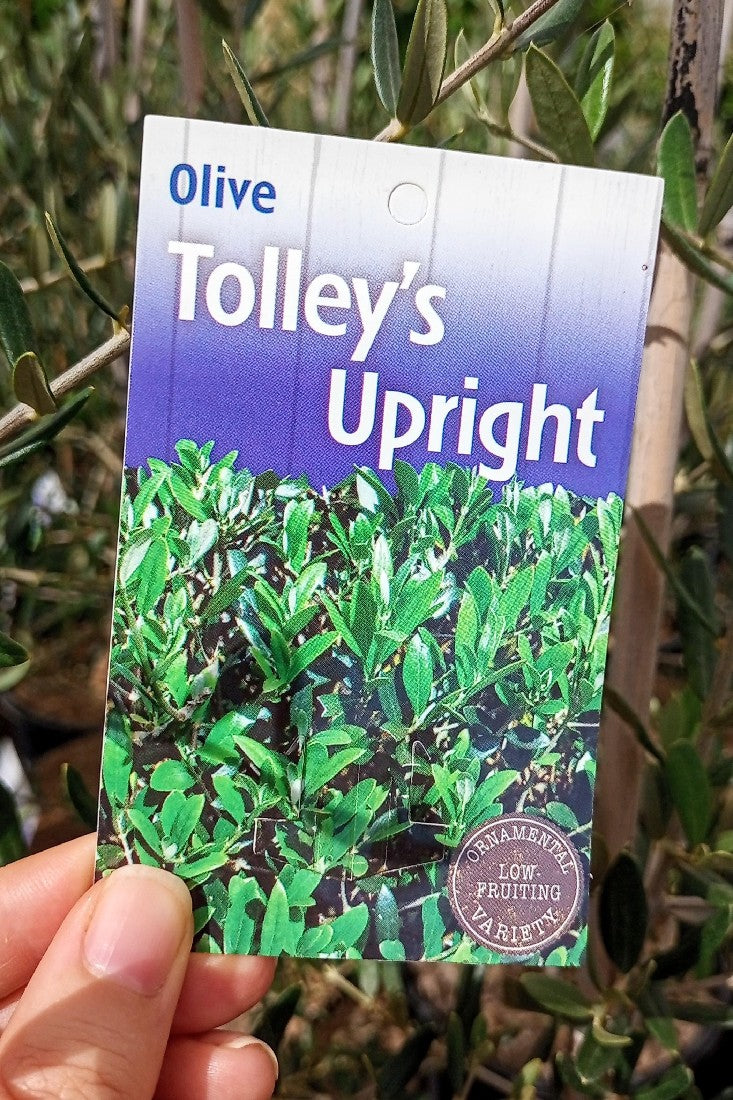 Olive
Tolley's
Upright
ORNAMENTAL
LOW-
FRUITING
VARIETY